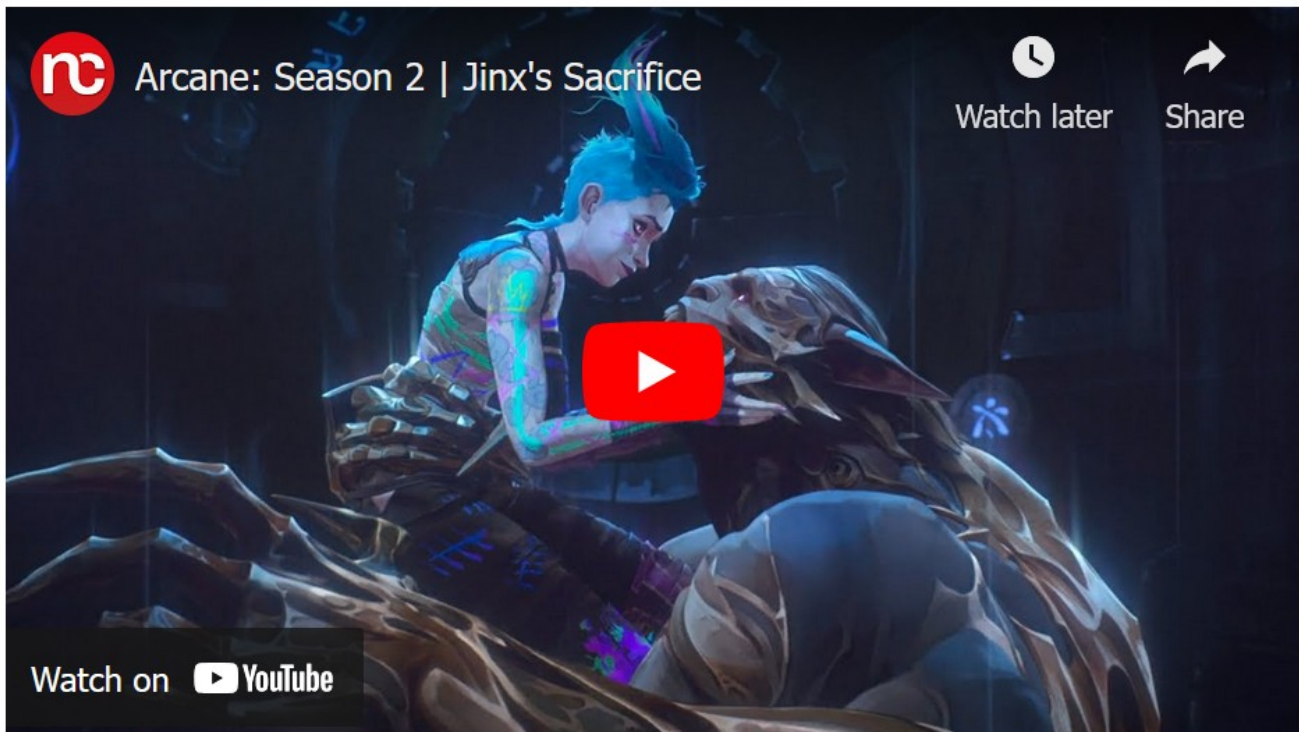 nc
Arcane: Season 2 | Jinx's Sacrifice
Watch later
Share
Watch on YouTube